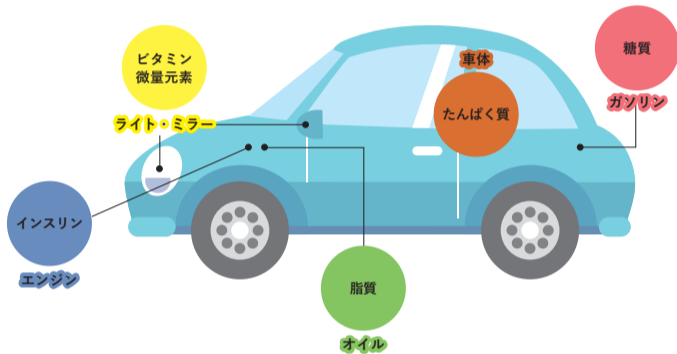 ビタミン
微量元素
ライト・ミラー
車体
たんぱく質
糖質
ガソリン
インスリン
エンジン
脂質
オイル